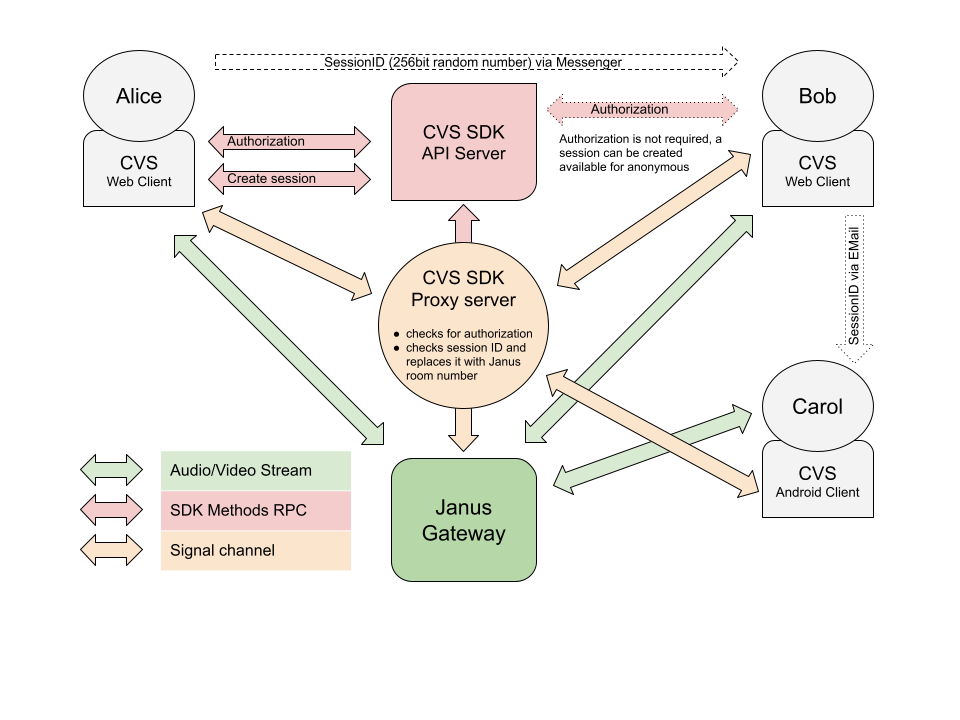 SessionID (256bit random number) via Messenger
Alice
CVS
Web Client
Authorization
Create session
CVS SDK
API Server
Authorization
Authorization is not required, a
session can be created
available for anonymous
Bob
CVS
Web Client
SessionID via EMail
CVS SDK
Proxy server
● checks for authorization
● checks session ID and
replaces it with Janus
room number
Carol
CVS
Android Client
Janus
Gateway
Audio/Video Stream
SDK Methods RPC
Signal channel